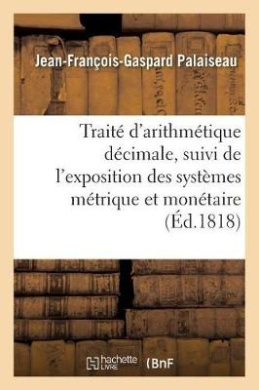 Jean-François-Gaspard Palaiseau
Traité d'arithmétique
décimale, suivi de
l'exposition des systèmes
métrique et monétaire
(Éd.1818)
hachette
LIVRE
(BnF